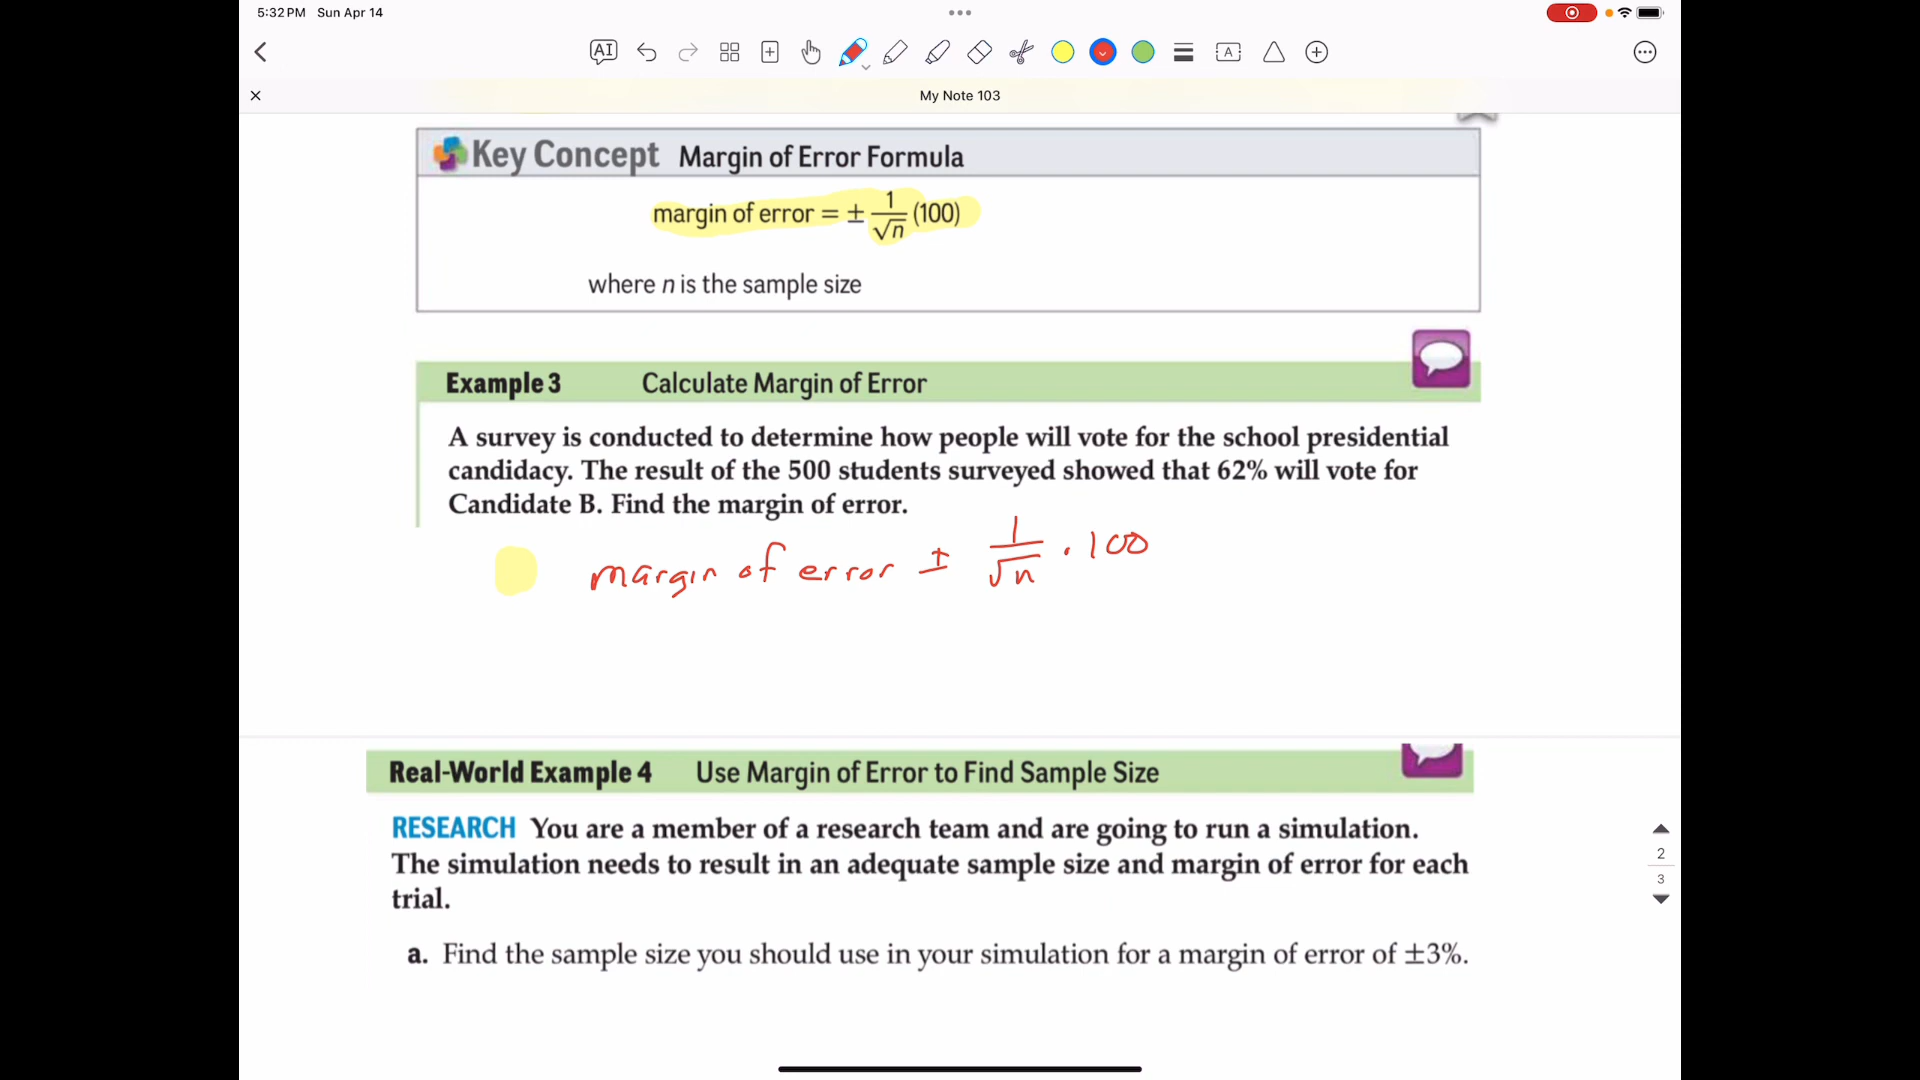 5:32 PM Sun Apr 14
AI
A
My Note 103
Key Concept Margin of Error Formula
margin of error = ± 1/√n (100)
where n is the sample size
Example 3 Calculate Margin of Error
A survey is conducted to determine how people will vote for the school presidential
candidacy. The result of the 500 students surveyed showed that 62% will vote for
Candidate B. Find the margin of error.
margin of error ± 1/√n · 100
Real-World Example 4 Use Margin of Error to Find Sample Size
RESEARCH You are a member of a research team and are going to run a simulation.
The simulation needs to result in an adequate sample size and margin of error for each
trial.
2
3
a. Find the sample size you should use in your simulation for a margin of error of ±3%.